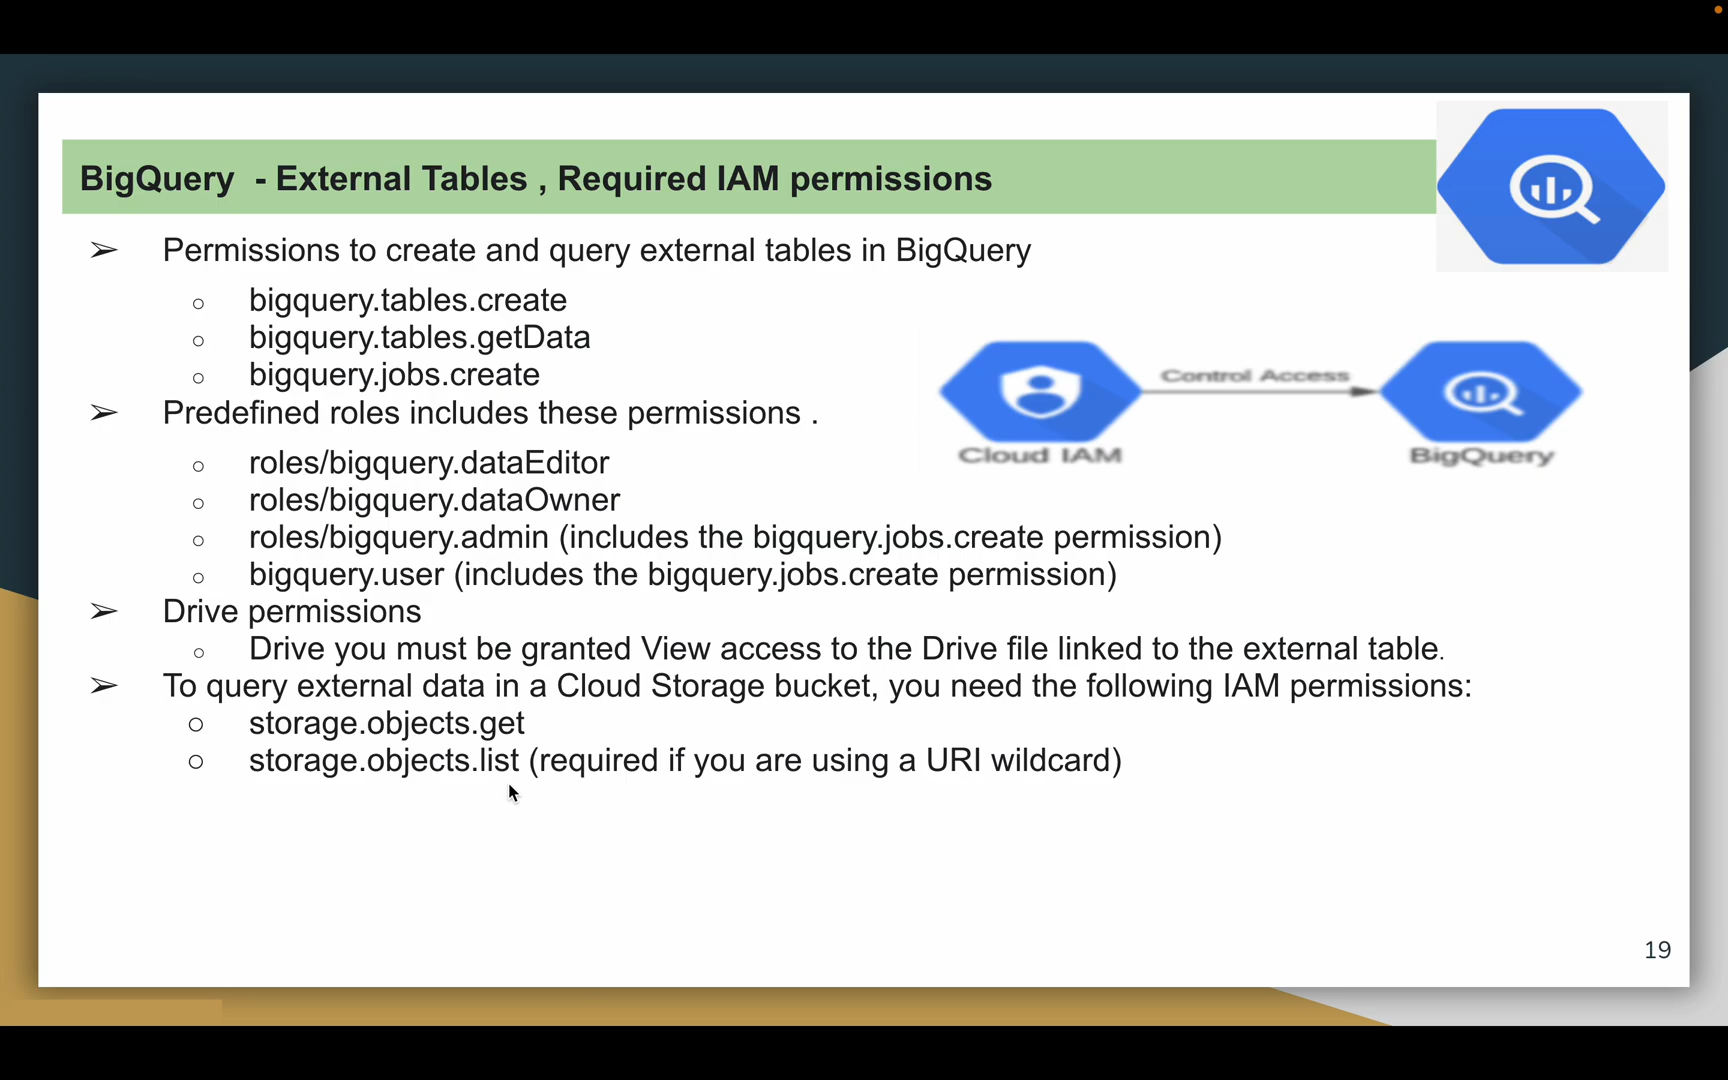 BigQuery - External Tables , Required IAM permissions
➢ Permissions to create and query external tables in BigQuery
○ bigquery.tables.create
○ bigquery.tables.getData
○ bigquery.jobs.create
➢ Predefined roles includes these permissions .
○ roles/bigquery.dataEditor
○ roles/bigquery.dataOwner
○ roles/bigquery.admin (includes the bigquery.jobs.create permission)
○ bigquery.user (includes the bigquery.jobs.create permission)
➢ Drive permissions
○ Drive you must be granted View access to the Drive file linked to the external table.
➢ To query external data in a Cloud Storage bucket, you need the following IAM permissions:
○ storage.objects.get
○ storage.objects.list (required if you are using a URI wildcard)
Control Access
Cloud IAM
BigQuery
19